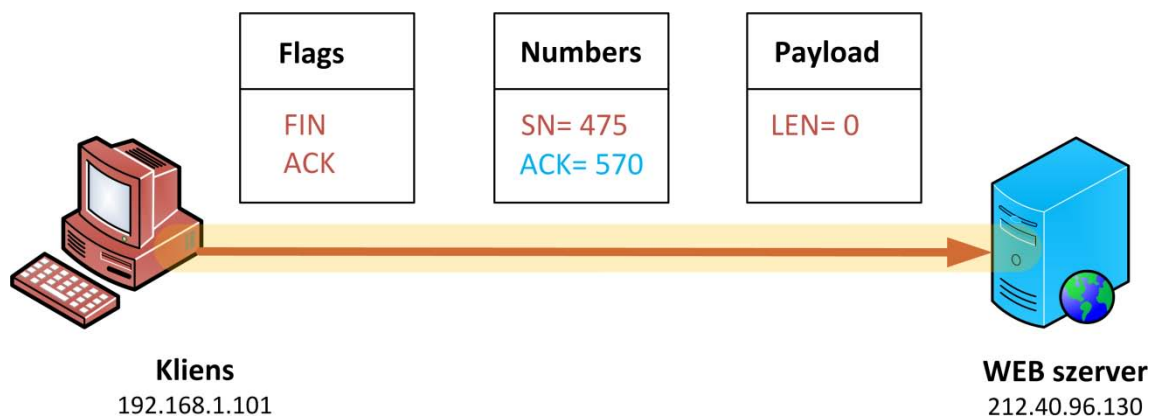 Flags
Numbers
Payload
FIN
ACK
SN= 475
ACK= 570
LEN= 0
Kliens
192.168.1.101
WEB szerver
212.40.96.130